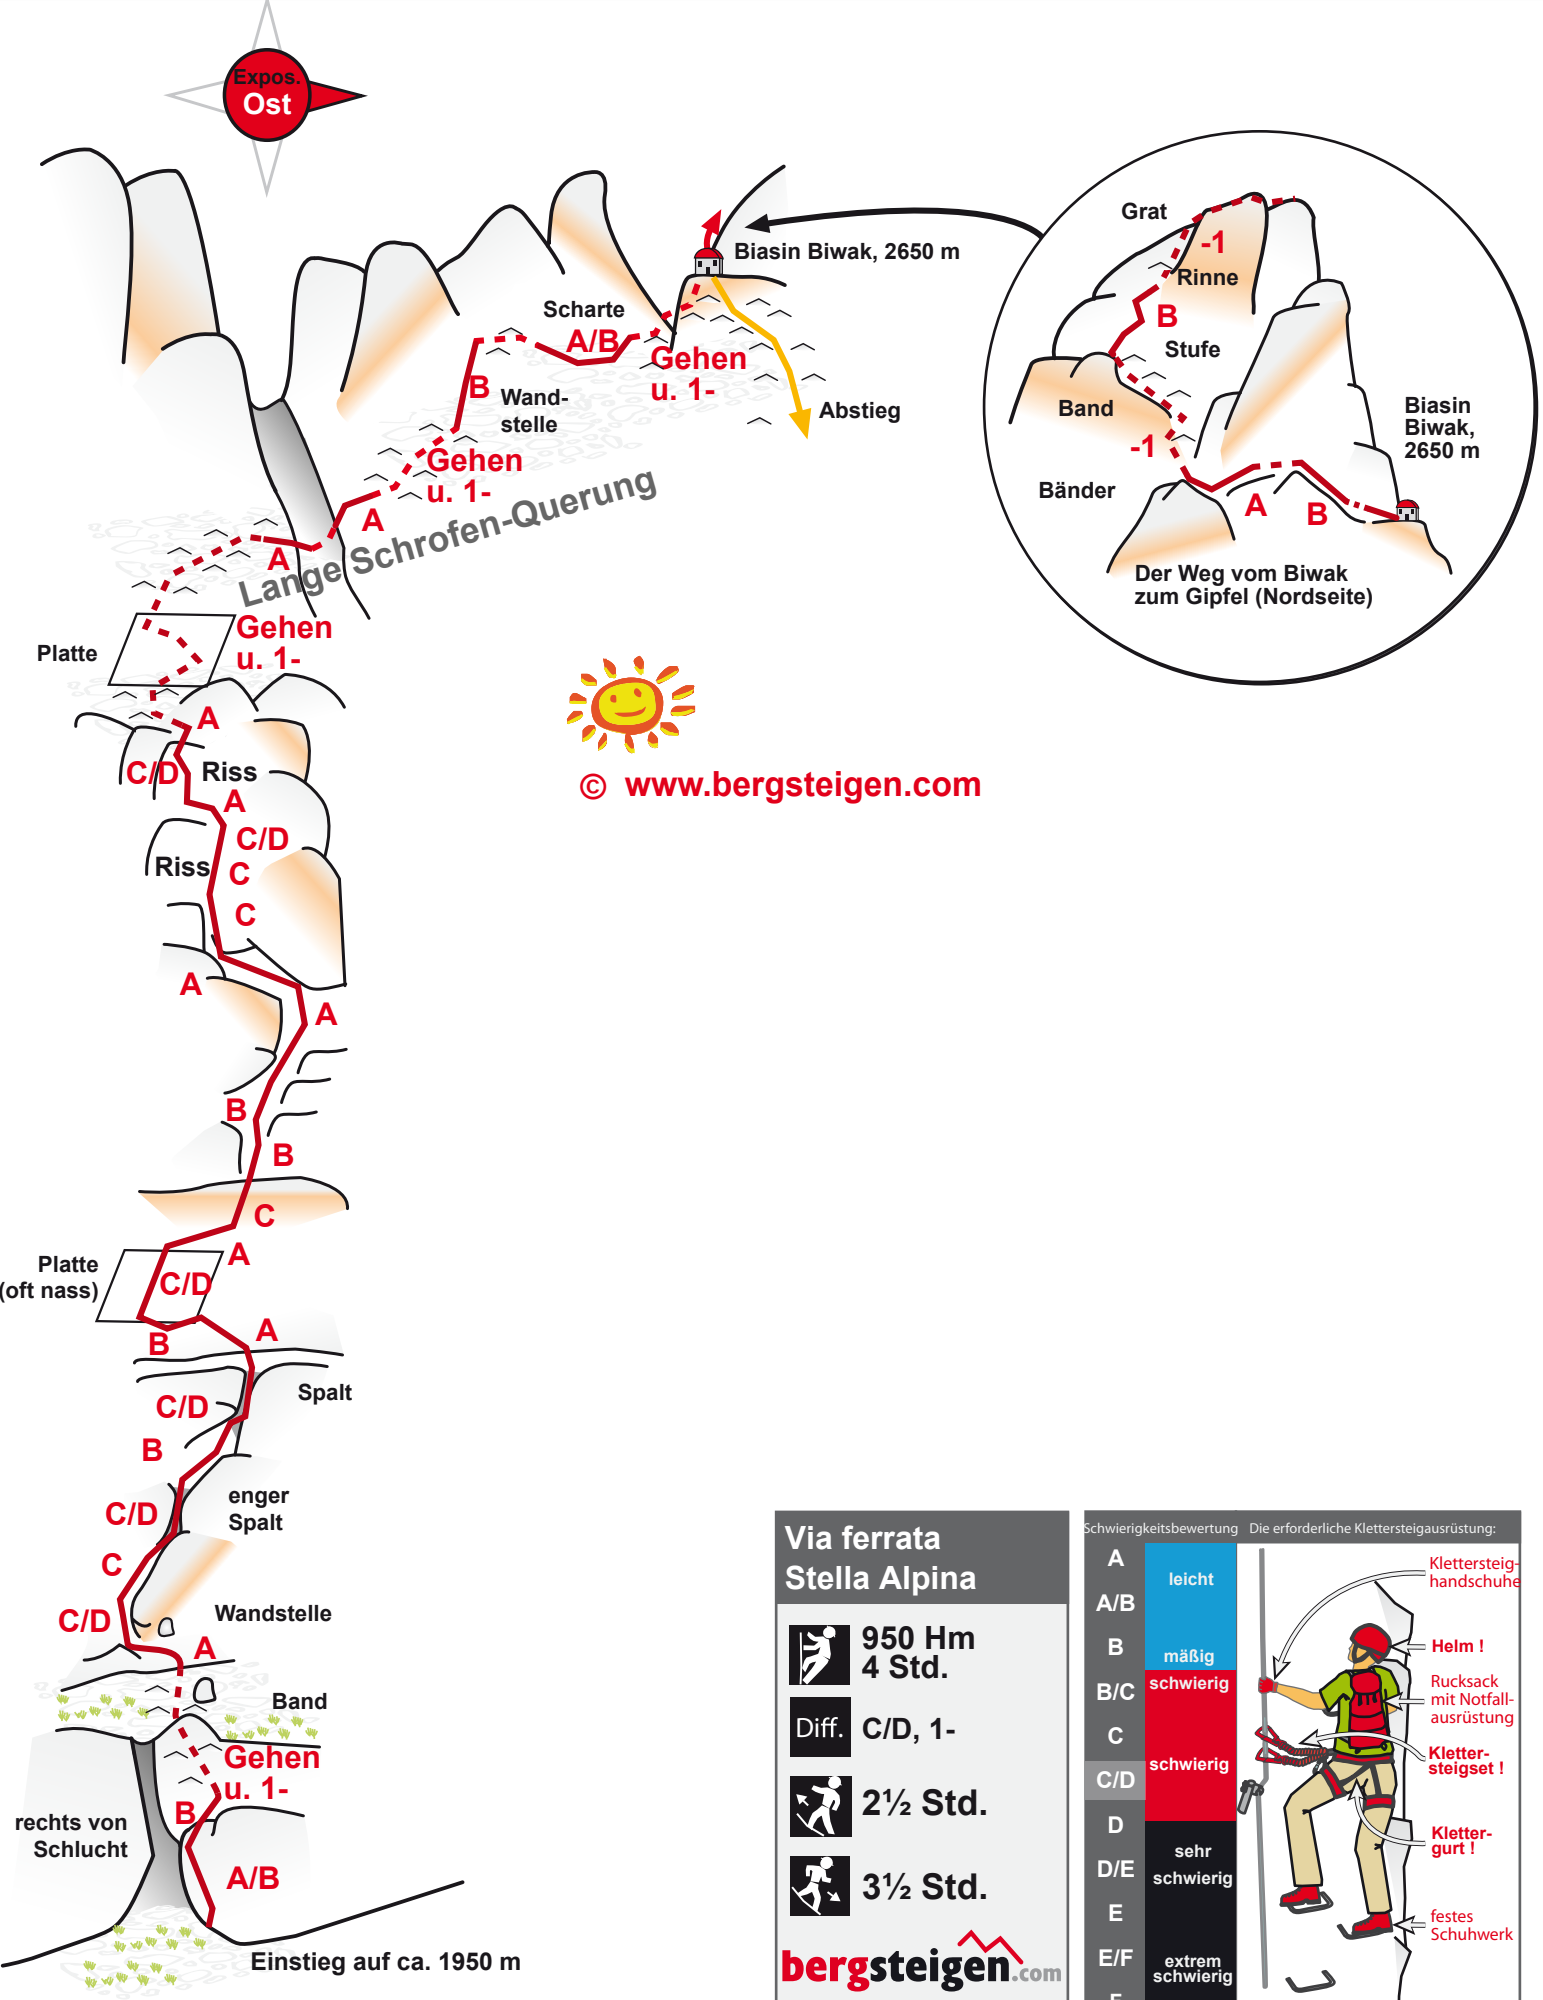 Expos.
Ost
Biasin Biwak, 2650 m
Scharte
A/B
Gehen
u. 1-
B
Wand-
stelle
Abstieg
Gehen
u. 1-
A
A
Lange Schrofen-Querung
Grat
-1
Rinne
B
Stufe
Band
-1
Biasin
Biwak,
2650 m
Bänder
A
B
Der Weg vom Biwak
zum Gipfel (Nordseite)
Gehen
u. 1-
Platte
A
C/D
Riss
A
C/D
Riss
C
C
A
A
B
B
C
A
Platte
(oft nass)
C/D
B
A
Spalt
C/D
B
enger
Spalt
C/D
C
C/D
Wandstelle
A
Band
Gehen
u. 1-
B
rechts von
Schlucht
A/B
Einstieg auf ca. 1950 m
© www.bergsteigen.com
Via ferrata
Stella Alpina
950 Hm
4 Std.
Diff.
C/D, 1-
2½ Std.
3½ Std.
bergsteigen.com
Schwierigkeitsbewertung
Die erforderliche Klettersteigausrüstung:
A
leicht
A/B
B
mäßig
schwierig
B/C
C
schwierig
C/D
D
sehr
schwierig
D/E
E
E/F
extrem
schwierig
F
Klettersteig-
handschuhe
Helm !
Rucksack
mit Notfall-
ausrüstung
Kletter-
steigset !
Kletter-
gurt !
festes
Schuhwerk